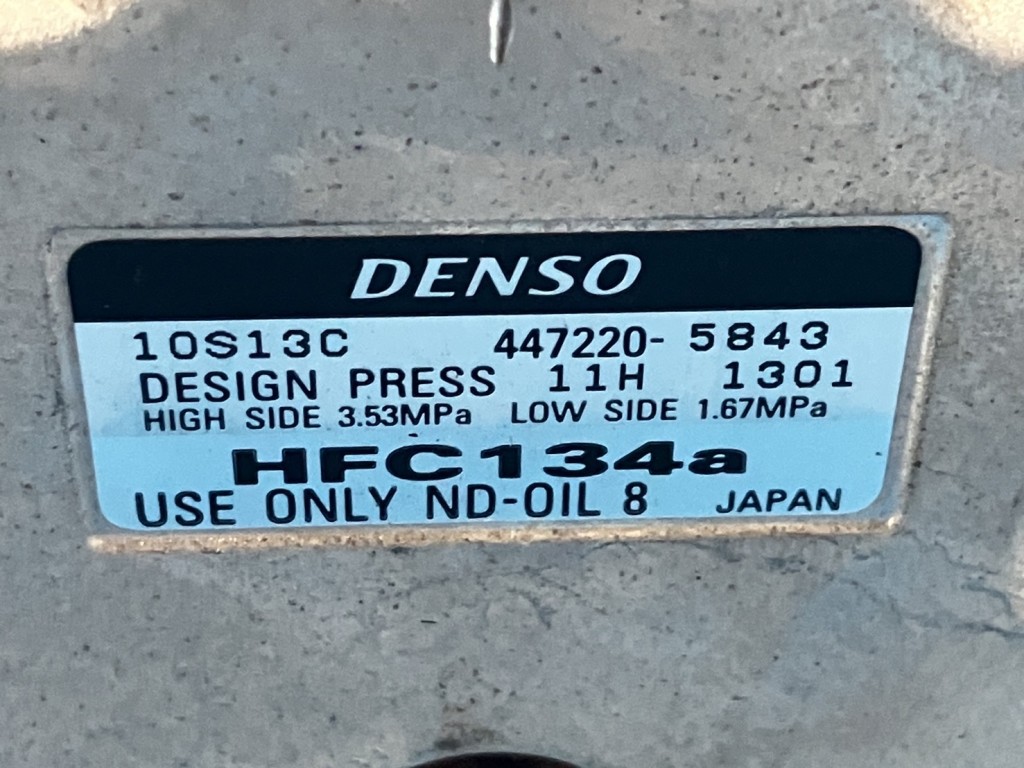 DENSO
10S13C 447220- 5843
DESIGN PRESS 11H 1301
HIGH SIDE 3.53MPa LOW SIDE 1.67MPa
HFC134a
USE ONLY ND-OIL 8 JAPAN